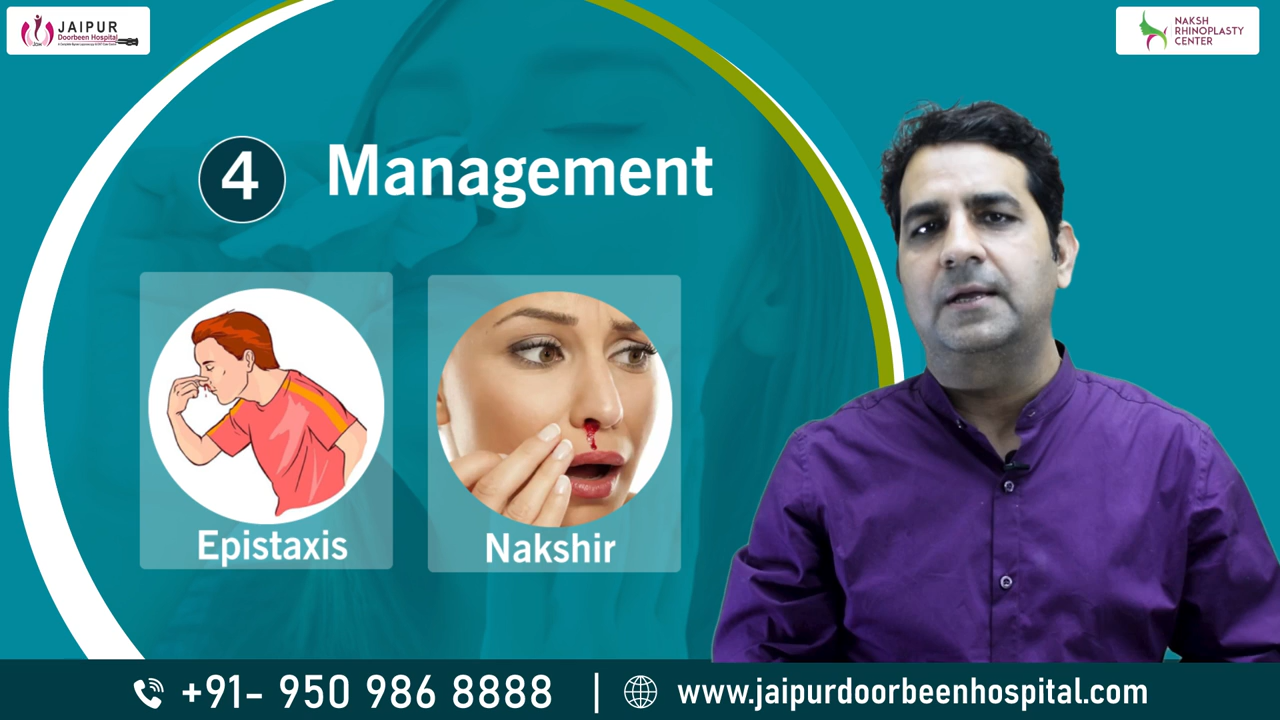 JAIPUR
Doorbeen Hospital
NAKSH
RHINOPLASTY
CENTER
4 Management
Epistaxis
Nakshir
+91- 950 986 8888 | www.jaipurdoorbeenhospital.com